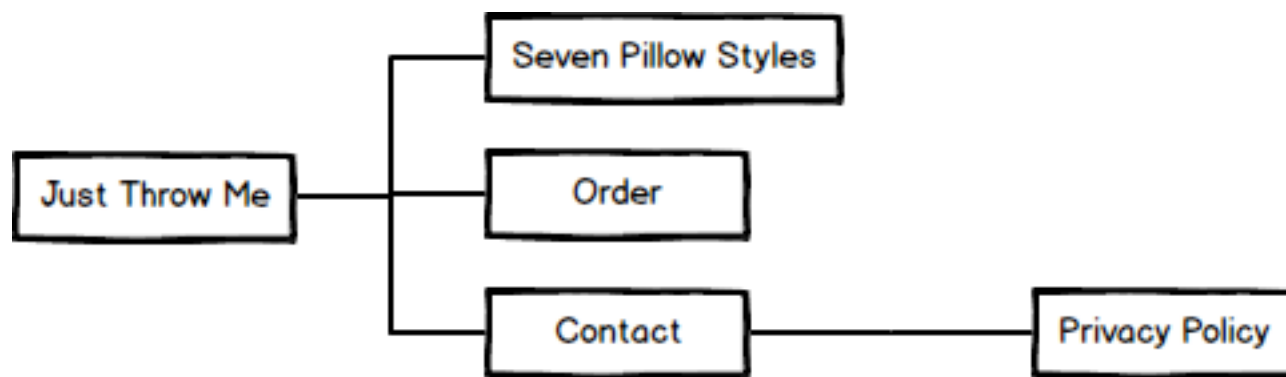 Seven Pillow Styles
Just Throw Me
Order
Contact
Privacy Policy